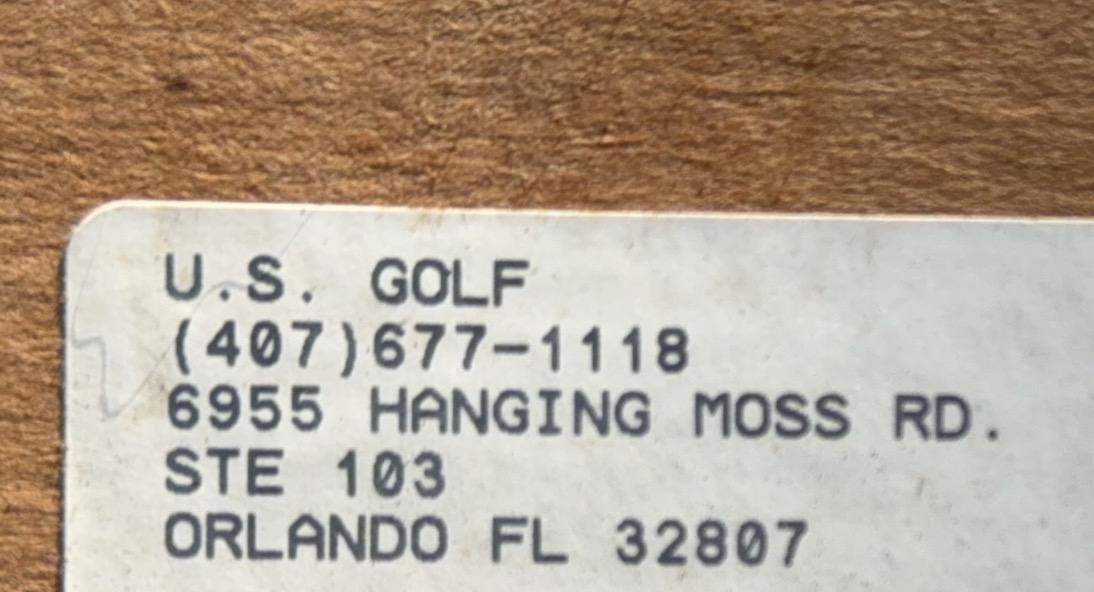 U.S. GOLF
(407)677-1118
6955 HANGING MOSS RD.
STE 103
ORLANDO FL 32807